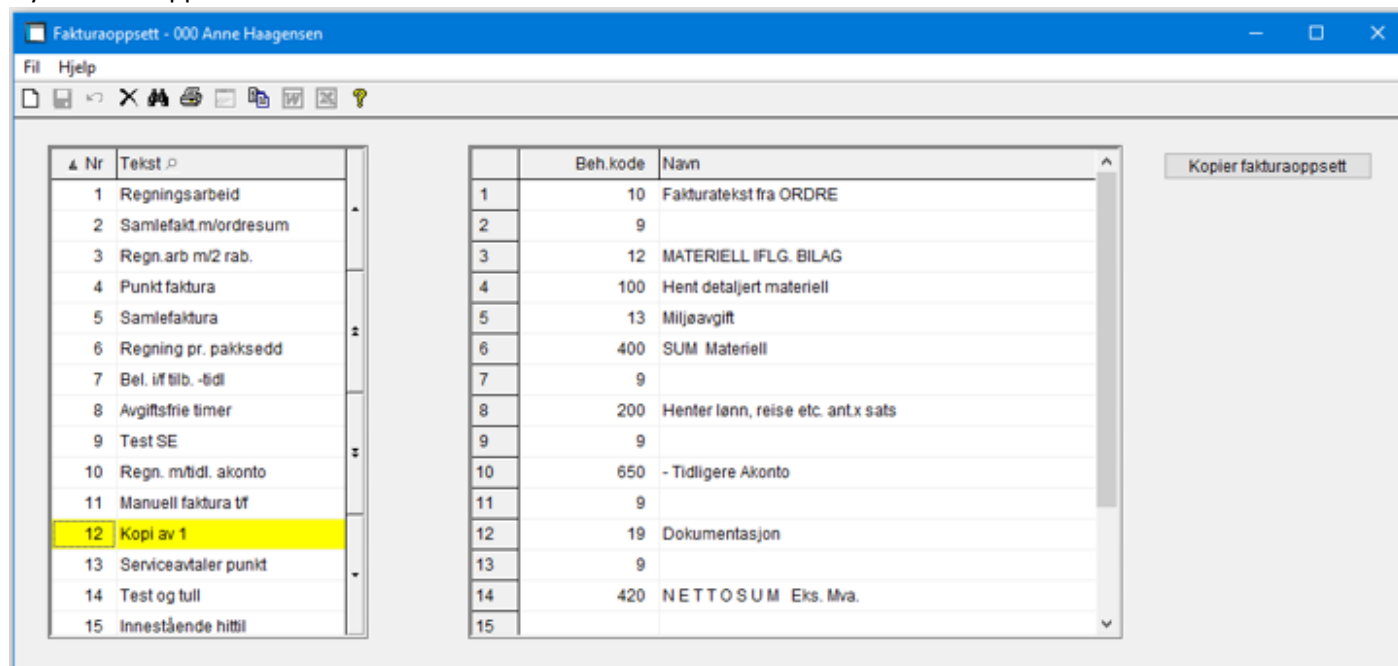 Fakturaoppsett - 000 Anne Haagensen
Fil Hjelp
Nr Tekst
1 Regningsarbeid
2 Samlefakt.m/ordresum
3 Regn.arb m/2 rab.
4 Punkt faktura
5 Samlefaktura
6 Regning pr. pakksedd
7 Bel. i/f tilb. -tidl
8 Avgiftsfrie timer
9 Test SE
10 Regn. m/tidl. akonto
11 Manuell faktura t/f
12 Kopi av 1
13 Serviceavtaler punkt
14 Test og tull
15 Innestående hittil
Beh.kode Navn
1 10 Fakturatekst fra ORDRE
2 9
3 12 MATERIELL IFLG. BILAG
4 100 Hent detaljert materiell
5 13 Miljøavgift
6 400 SUM Materiell
7 9
8 200 Henter lønn, reise etc. ant.x sats
9 9
10 650 - Tidligere Akonto
11 9
12 19 Dokumentasjon
13 9
14 420 N E T T O S U M Eks. Mva.
15
Kopier fakturaoppsett